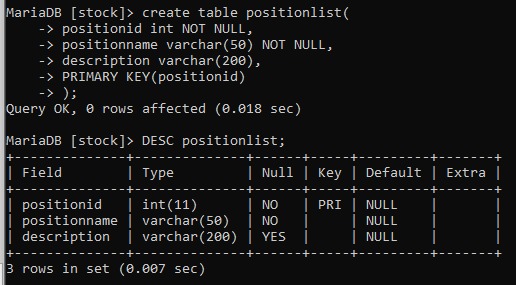 MariaDB [stock]> create table positionlist(
    -> positionid int NOT NULL,
    -> positionname varchar(50) NOT NULL,
    -> description varchar(200),
    -> PRIMARY KEY(positionid)
    -> );
Query OK, 0 rows affected (0.018 sec)

MariaDB [stock]> DESC positionlist;
+--------------+--------------+------+-----+---------+-------+
| Field        | Type         | Null | Key | Default | Extra |
+--------------+--------------+------+-----+---------+-------+
| positionid   | int(11)      | NO   | PRI | NULL    |       |
| positionname | varchar(50)  | NO   |     | NULL    |       |
| description  | varchar(200) | YES  |     | NULL    |       |
+--------------+--------------+------+-----+---------+-------+
3 rows in set (0.007 sec)